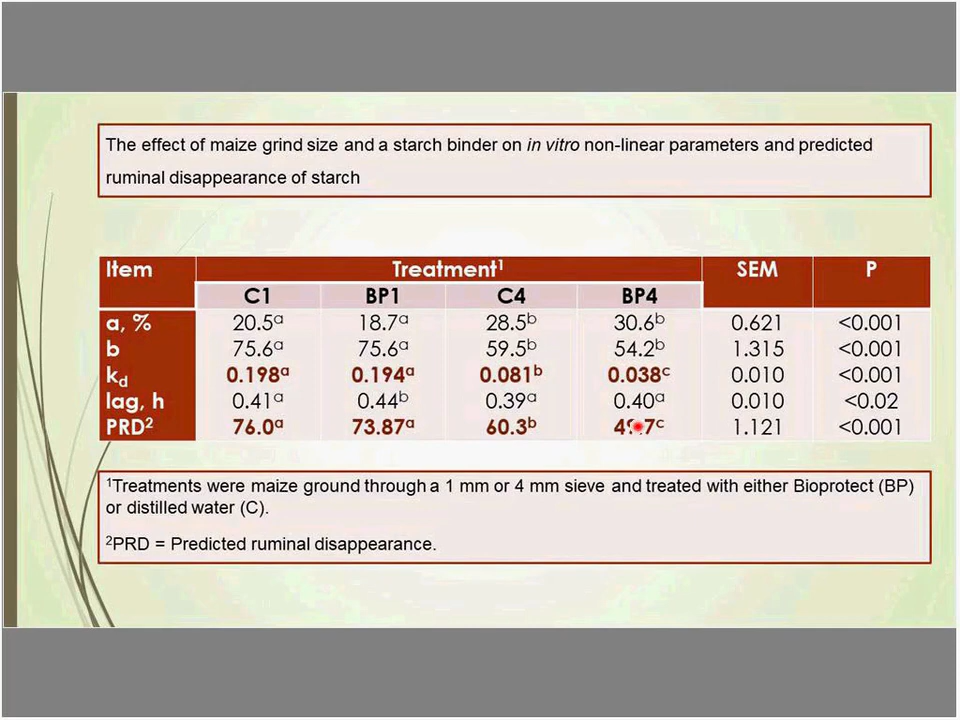 The effect of maize grind size and a starch binder on in vitro non-linear parameters and predicted
ruminal disappearance of starch
Item Treatment¹ SEM P
C1 BP1 C4 BP4
a, % 20.5ᵃ 18.7ᵃ 28.5ᵇ 30.6ᵇ 0.621 <0.001
b 75.6ᵃ 75.6ᵃ 59.5ᵇ 54.2ᵇ 1.315 <0.001
kd 0.198ᵃ 0.194ᵃ 0.081ᵇ 0.038ᶜ 0.010 <0.001
lag, h 0.41ᵃ 0.44ᵇ 0.39ᵃ 0.40ᵃ 0.010 <0.02
PRD² 76.0ᵃ 73.87ᵃ 60.3ᵇ 1.121 <0.001
¹Treatments were maize ground through a 1 mm or 4 mm sieve and treated with either Bioprotect (BP)
or distilled water (C).
²PRD = Predicted ruminal disappearance.